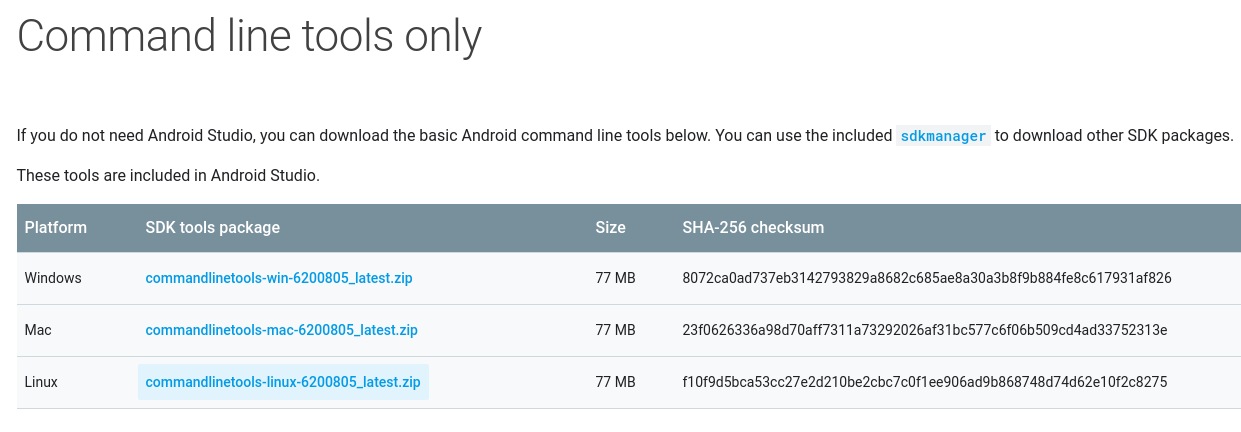 Command line tools only
If you do not need Android Studio, you can download the basic Android command line tools below. You can use the included sdkmanager to download other SDK packages.
These tools are included in Android Studio.
Platform SDK tools package Size SHA-256 checksum
Windows commandlinetools-win-6200805_latest.zip 77 MB 8072ca0ad737eb3142793829a8682c685ae8a30a3b8f9b884fe8c617931af826
Mac commandlinetools-mac-6200805_latest.zip 77 MB 23f0626336a98d70aff7311a73292026af31bc577c6f06b509cd4ad33752313e
Linux commandlinetools-linux-6200805_latest.zip 77 MB f10f9d5bca53cc27e2d210be2cbc7c0f1ee906ad9b868748d74d62e10f2c8275